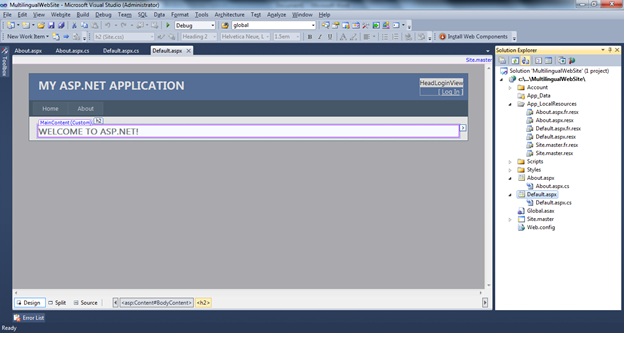 MultilingualWebSite - Microsoft Visual Studio (Administrator)
File Edit View Website Build Debug Team SQL Data Format Table Tools Architecture Test Analyze Window Help
Debug global
New Work Item h2 (Site.css) Heading 2 Helvetica Neue, L 1.5em Install Web Components
About.aspx About.aspx.cs Default.aspx.cs Default.aspx
Toolbox
Site.master
MY ASP.NET APPLICATION
HeadLoginView
[ Log In ]
Home About
MainContent (Custom)
WELCOME TO ASP.NET!
Design Split Source <asp:Content#BodyContent> <h2>
Error List
Ready
Solution Explorer
Solution 'MultilingualWebSite' (1 project)
c:\...\MultilingualWebSite\
Account
App_Data
App_LocalResources
About.aspx.fr.resx
About.aspx.resx
Default.aspx.fr.resx
Default.aspx.resx
Site.master.fr.resx
Site.master.resx
Scripts
Styles
About.aspx
About.aspx.cs
Default.aspx
Default.aspx.cs
Global.asax
Site.master
Web.config